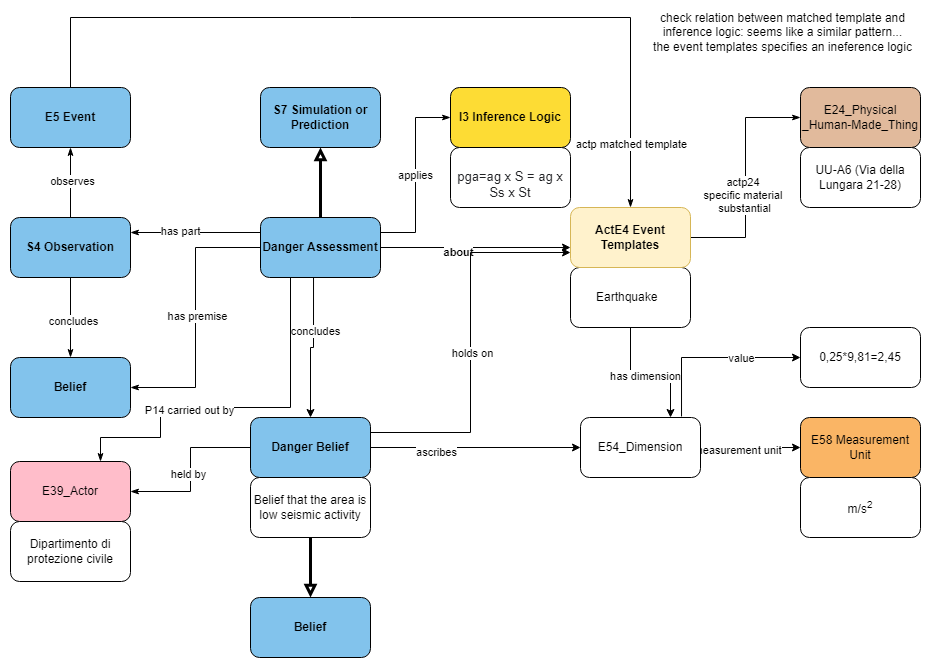 check relation between matched template and
inference logic: seems like a similar pattern...
the event templates specifies an ineference logic
E5 Event
S7 Simulation or
Prediction
I3 Inference Logic
E24_Physical
_Human-Made_Thing
actp matched template
pga=ag x S = ag x
Ss x St
UU-A6 (Via della
Lungara 21-28)
observes
applies
actp24
specific material
substantial
S4 Observation
has part
Danger Assessment
about
ActE4 Event
Templates
Earthquake
concludes
has premise
concludes
holds on
has dimension
value
0,25*9,81=2,45
Belief
P14 carried out by
Danger Belief
ascribes
E54_Dimension
measurement unit
E58 Measurement
Unit
held by
E39_Actor
Belief that the area is
low seismic activity
m/s²
Dipartimento di
protezione civile
Belief